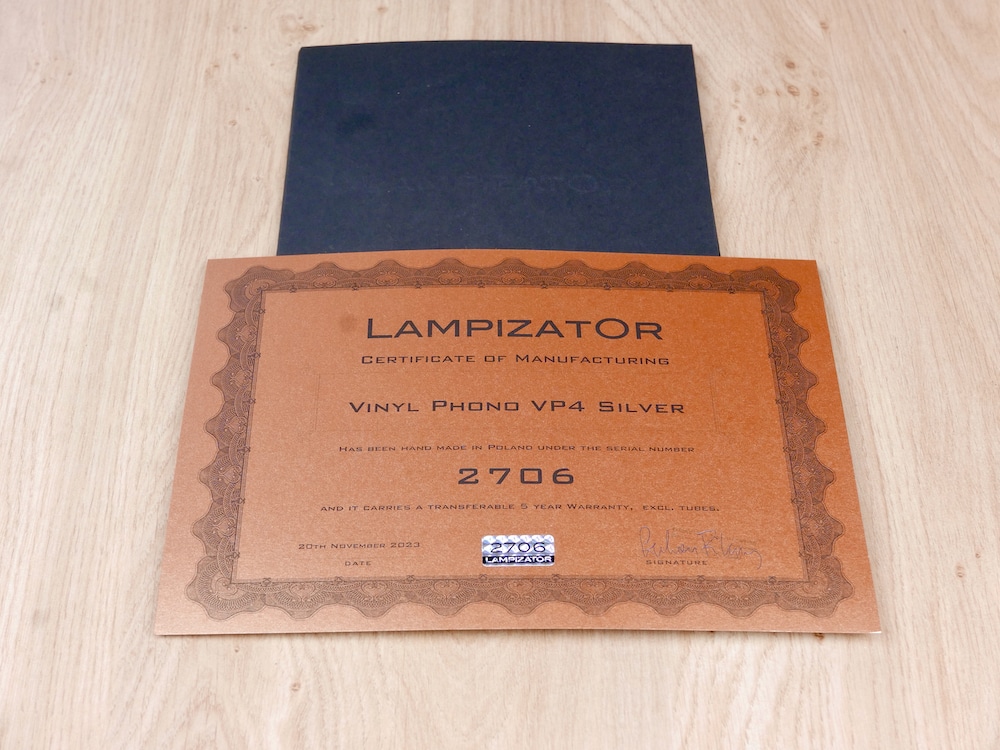 LAMPIZATOR
CERTIFICATE OF MANUFACTURING
VINYL PHONO VP4 SILVER
HAS BEEN HAND MADE IN POLAND UNDER THE SERIAL NUMBER
2706
AND IT CARRIES A TRANSFERABLE 5 YEAR WARRANTY, EXCL. TUBES.
20TH NOVEMBER 2023
DATE
2706
LAMPIZATOR
SIGNATURE